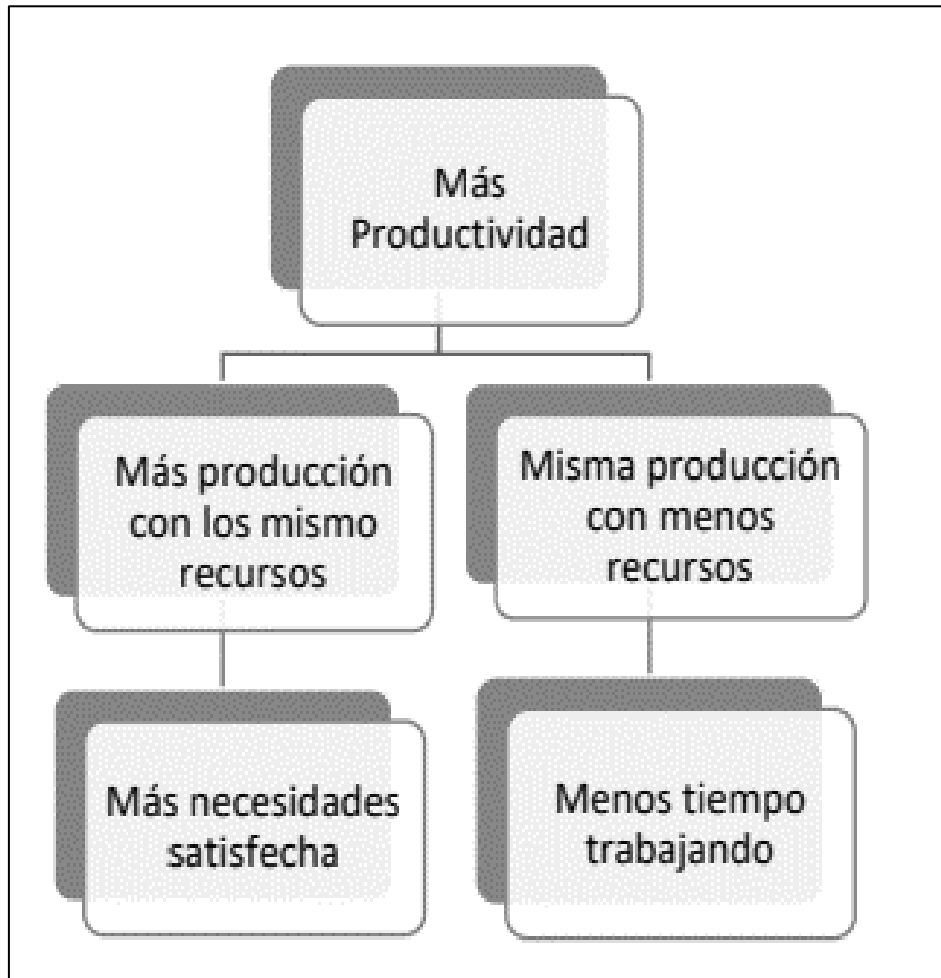 Más
Productividad
Más producción
con los mismo
recursos
Misma producción
con menos
recursos
Más necesidades
satisfecha
Menos tiempo
trabajando